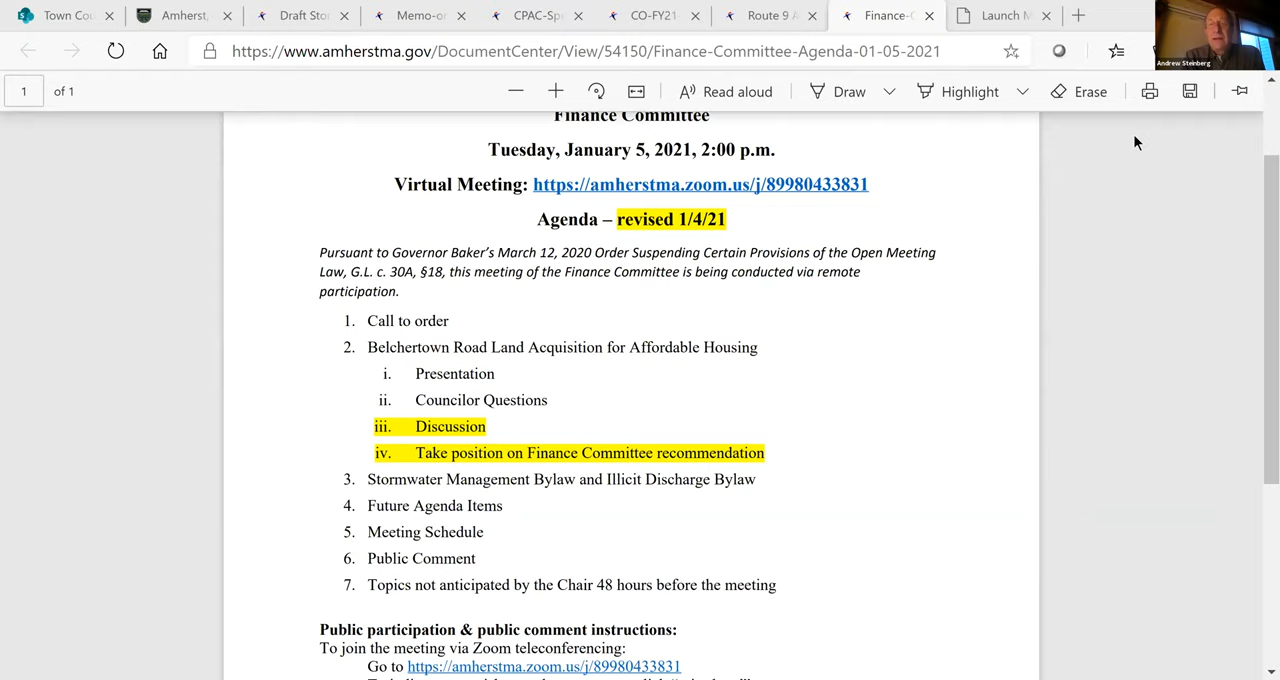 Town Cou
Amherst,
Draft Sto
Memo-or
CPAC-Spe
CO-FY21
Route 9 A
Finance-C
Launch M
https://www.amherstma.gov/DocumentCenter/View/54150/Finance-Committee-Agenda-01-05-2021
Andrew Steinberg
1 of 1
Read aloud
Draw
Highlight
Erase
Finance Committee
Tuesday, January 5, 2021, 2:00 p.m.
Virtual Meeting: https://amherstma.zoom.us/j/89980433831
Agenda – revised 1/4/21
Pursuant to Governor Baker’s March 12, 2020 Order Suspending Certain Provisions of the Open Meeting
Law, G.L. c. 30A, §18, this meeting of the Finance Committee is being conducted via remote
participation.
1. Call to order
2. Belchertown Road Land Acquisition for Affordable Housing
i. Presentation
ii. Councilor Questions
iii. Discussion
iv. Take position on Finance Committee recommendation
3. Stormwater Management Bylaw and Illicit Discharge Bylaw
4. Future Agenda Items
5. Meeting Schedule
6. Public Comment
7. Topics not anticipated by the Chair 48 hours before the meeting
Public participation & public comment instructions:
To join the meeting via Zoom teleconferencing:
Go to https://amherstma.zoom.us/j/89980433831